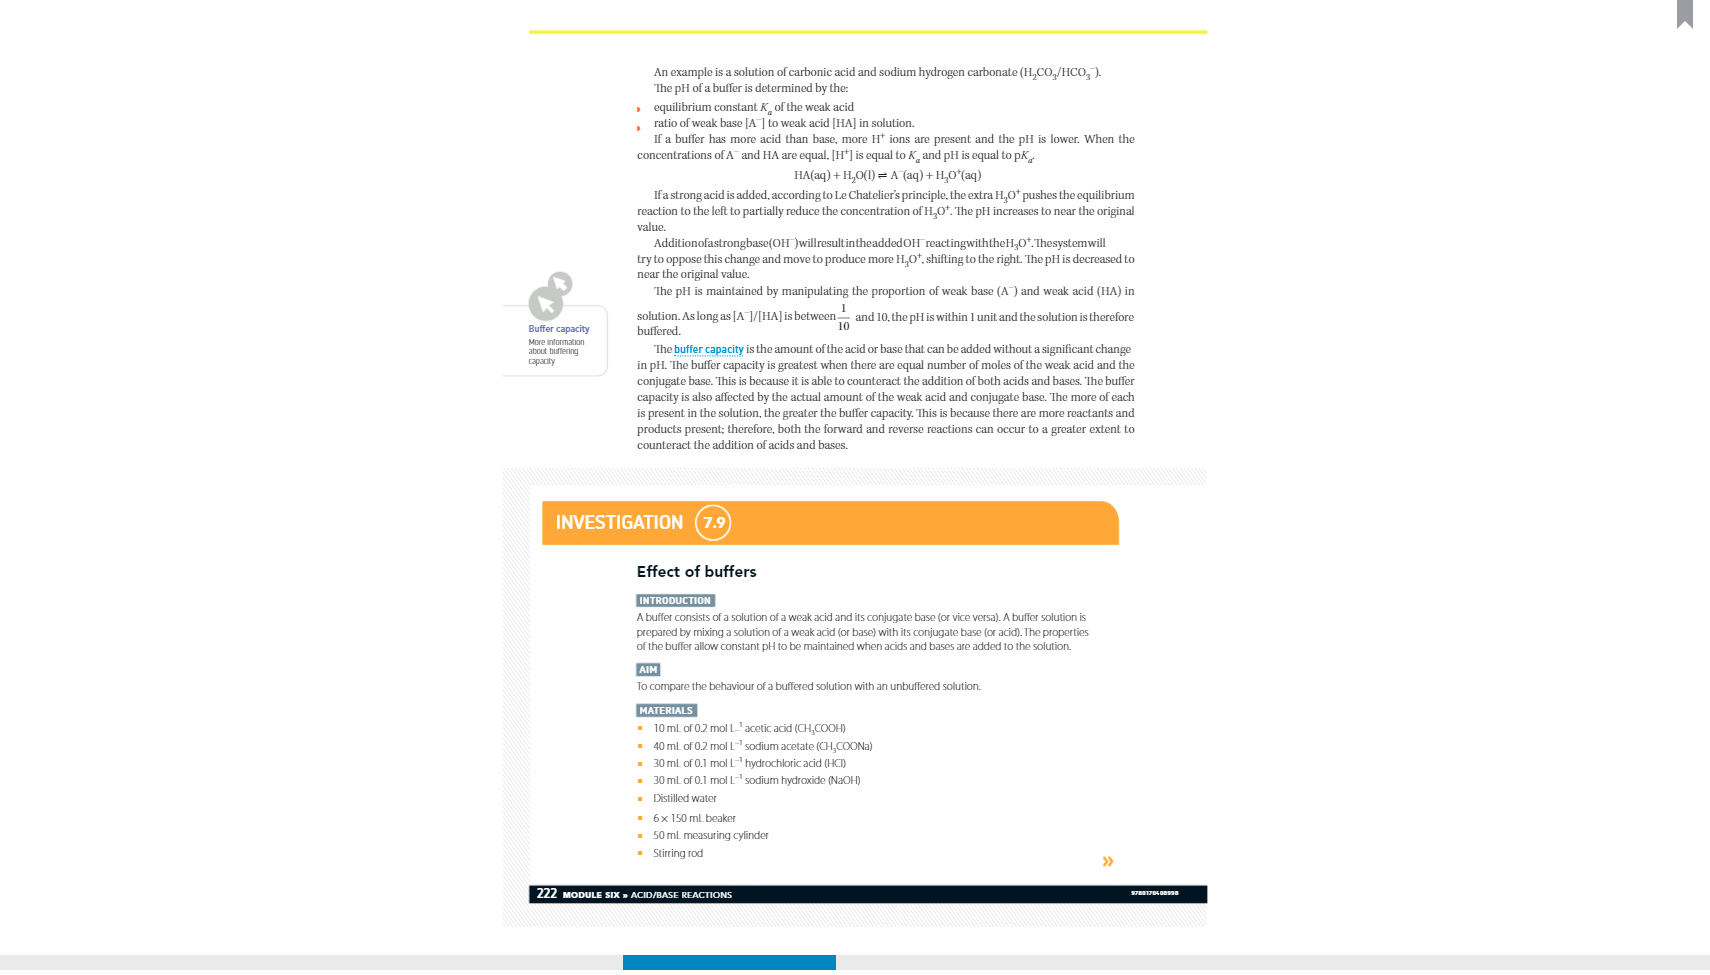 An example is a solution of carbonic acid and sodium hydrogen carbonate (H₂CO₃/HCO₃⁻).
The pH of a buffer is determined by the:
equilibrium constant Kₐ of the weak acid
ratio of weak base [A⁻] to weak acid [HA] in solution.
If a buffer has more acid than base, more H⁺ ions are present and the pH is lower. When the
concentrations of A⁻ and HA are equal, [H⁺] is equal to Kₐ and pH is equal to pKₐ.
HA(aq) + H₂O(l) ⇌ A⁻(aq) + H₃O⁺(aq)
If a strong acid is added, according to Le Chatelier's principle, the extra H₃O⁺ pushes the equilibrium
reaction to the left to partially reduce the concentration of H₃O⁺. The pH increases to near the original
value.
Addition of a strong base (OH⁻) will result in the added OH⁻ reacting with the H₃O⁺. The system will
try to oppose this change and move to produce more H₃O⁺, shifting to the right. The pH is decreased to
near the original value.
The pH is maintained by manipulating the proportion of weak base (A⁻) and weak acid (HA) in
solution. As long as [A⁻]/[HA] is between 1/10 and 10, the pH is within 1 unit and the solution is therefore
buffered.
The buffer capacity is the amount of the acid or base that can be added without a significant change
in pH. The buffer capacity is greatest when there are equal number of moles of the weak acid and the
conjugate base. This is because it is able to counteract the addition of both acids and bases. The buffer
capacity is also affected by the actual amount of the weak acid and conjugate base. The more of each
is present in the solution, the greater the buffer capacity. This is because there are more reactants and
products present; therefore, both the forward and reverse reactions can occur to a greater extent to
counteract the addition of acids and bases.
Buffer capacity
More information
about buffering
capacity
INVESTIGATION 7.9
Effect of buffers
INTRODUCTION
A buffer consists of a solution of a weak acid and its conjugate base (or vice versa). A buffer solution is
prepared by mixing a solution of a weak acid (or base) with its conjugate base (or acid). The properties
of the buffer allow constant pH to be maintained when acids and bases are added to the solution.
AIM
To compare the behaviour of a buffered solution with an unbuffered solution.
MATERIALS
10 mL of 0.2 mol L⁻¹ acetic acid (CH₃COOH)
40 mL of 0.2 mol L⁻¹ sodium acetate (CH₃COONa)
30 mL of 0.1 mol L⁻¹ hydrochloric acid (HCl)
30 mL of 0.1 mol L⁻¹ sodium hydroxide (NaOH)
Distilled water
6 × 150 mL beaker
50 mL measuring cylinder
Stirring rod
»
222 MODULE SIX » ACID/BASE REACTIONS